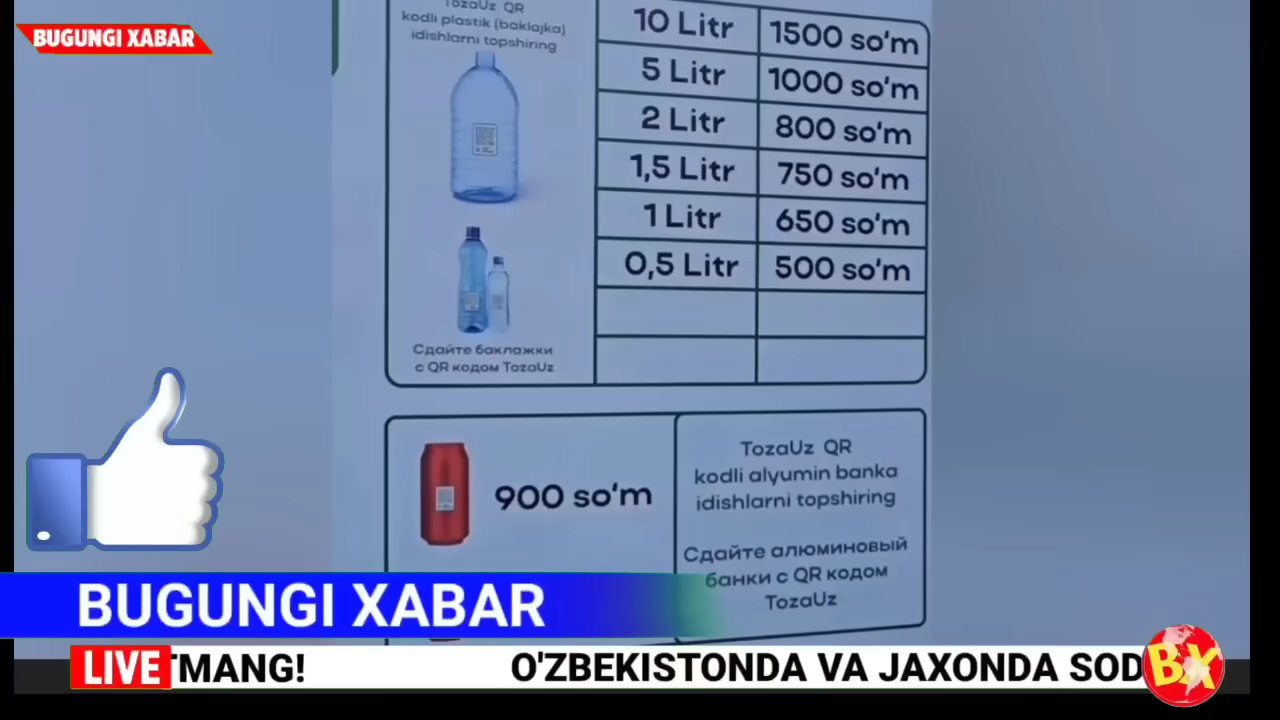 BUGUNGI XABAR
TozaUz QR
kodli plastik (baklajka)
idishlarni topshiring
10 Litr 1500 so‘m
5 Litr 1000 so‘m
2 Litr 800 so‘m
1,5 Litr 750 so‘m
1 Litr 650 so‘m
0,5 Litr 500 so‘m
Сдайте баклажки
с QR кодом TozaUz
900 so‘m
TozaUz QR
kodli alyumin banka
idishlarni topshiring
Сдайте алюминовый
банки с QR кодом
TozaUz
BUGUNGI XABAR
LIVE TMANG! O'ZBEKISTONDA VA JAXONDA SOD
BX